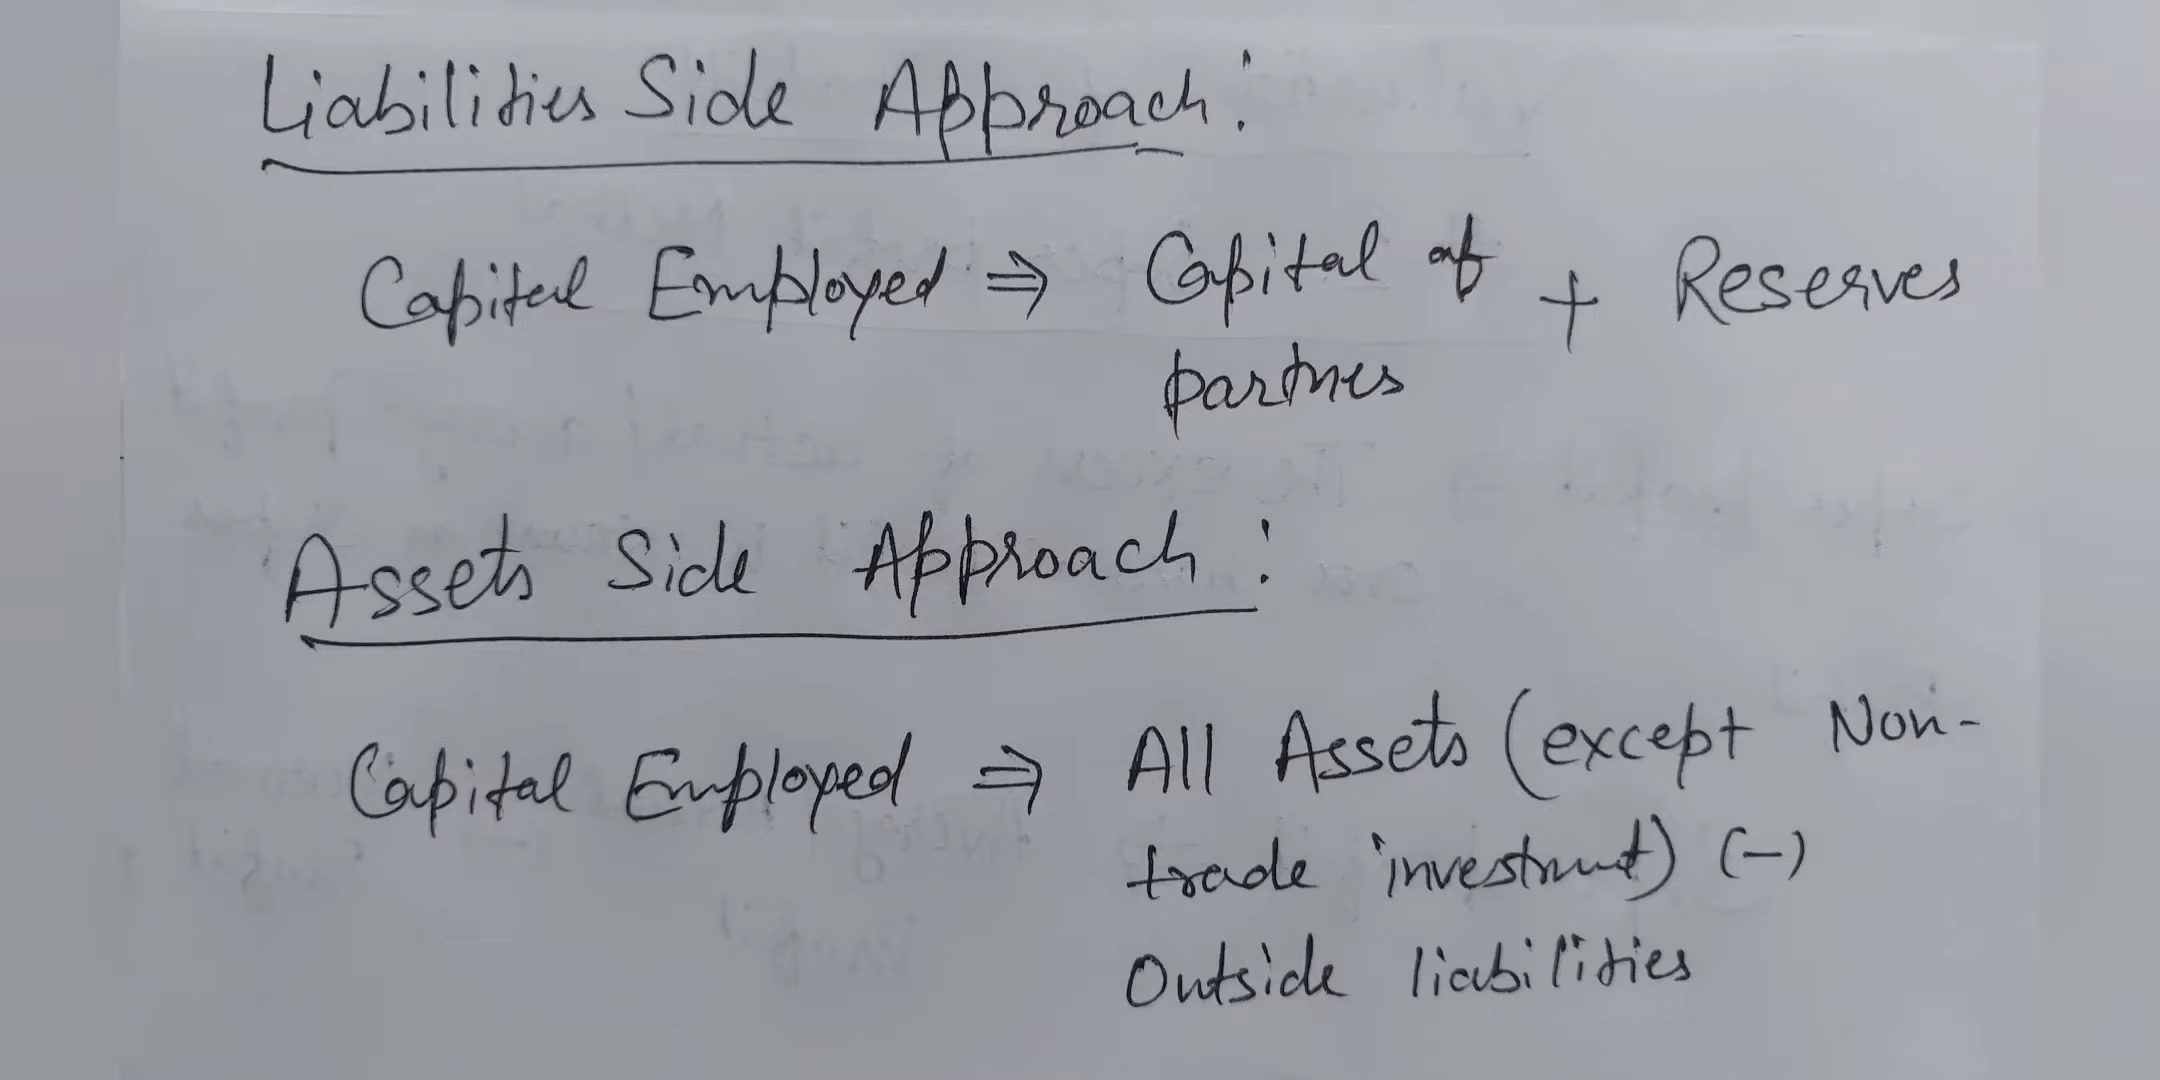 Liabilities Side Approach:
Capital Employed ⇒ Capital of + Reserves
partners
Assets Side Approach:
Capital Employed ⇒ All Assets (except Non-
trade investment) (-)
Outside liabilities